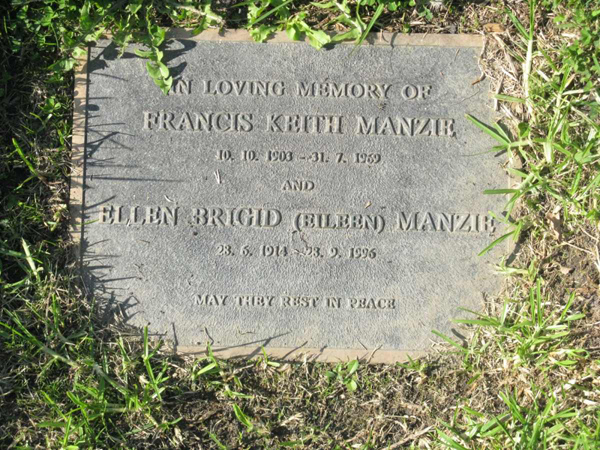 IN LOVING MEMORY OF
FRANCIS KEITH MANZIE
10. 10. 1903 - 31. 7. 1969
AND
ELLEN BRIGID (EILEEN) MANZIE
28. 6. 1914 - 23. 9. 1996
MAY THEY REST IN PEACE